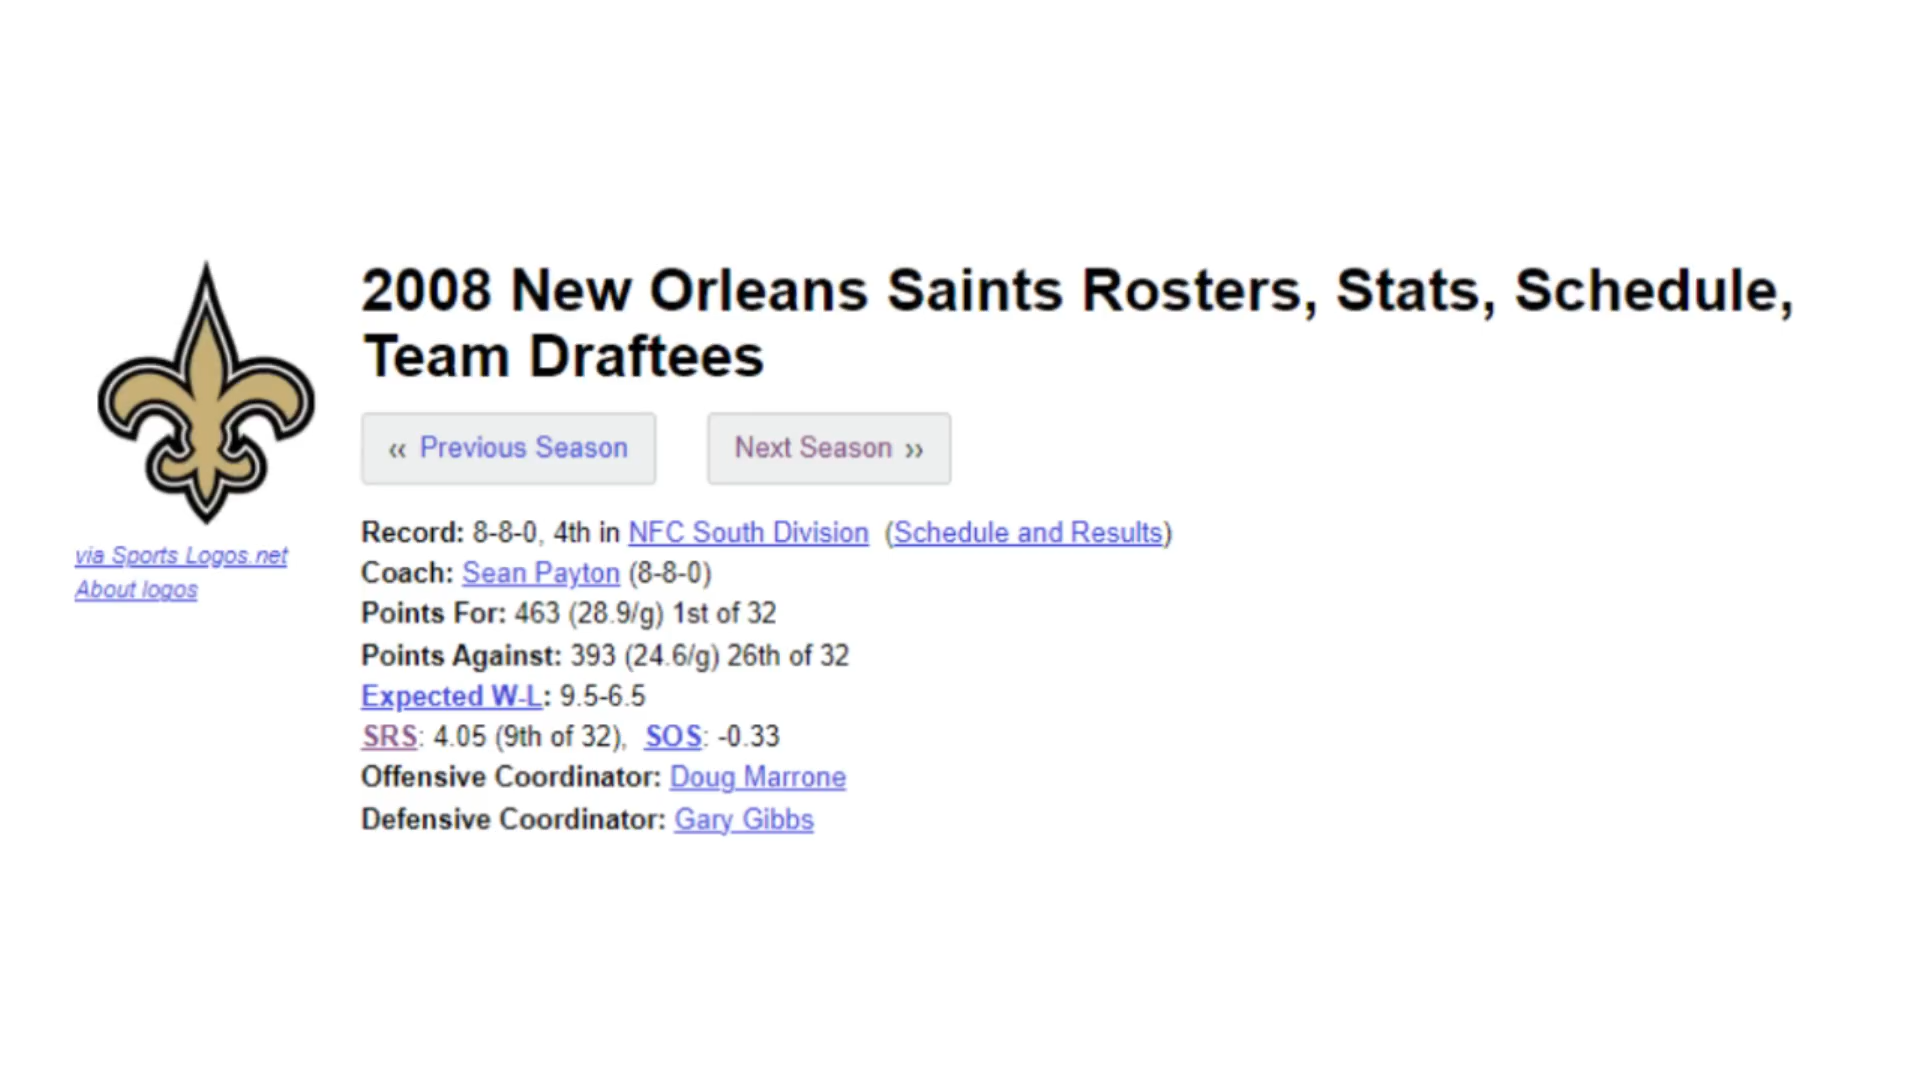 2008 New Orleans Saints Rosters, Stats, Schedule,
Team Draftees
‹‹ Previous Season
Next Season ››
via Sports Logos.net
About logos
Record: 8-8-0, 4th in NFC South Division (Schedule and Results)
Coach: Sean Payton (8-8-0)
Points For: 463 (28.9/g) 1st of 32
Points Against: 393 (24.6/g) 26th of 32
Expected W-L: 9.5-6.5
SRS: 4.05 (9th of 32), SOS: -0.33
Offensive Coordinator: Doug Marrone
Defensive Coordinator: Gary Gibbs